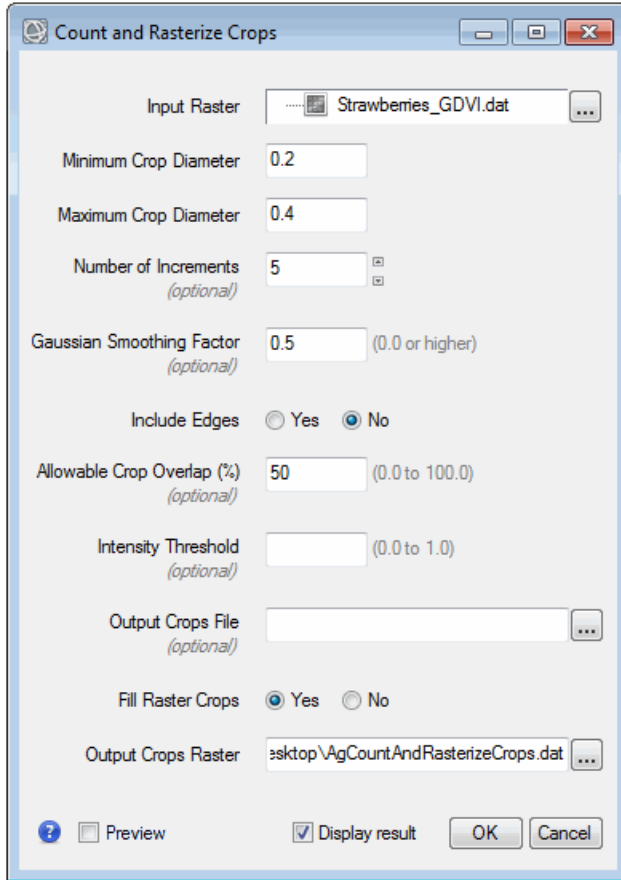 Count and Rasterize Crops
Input Raster Strawberries_GDVI.dat ...
Minimum Crop Diameter 0.2
Maximum Crop Diameter 0.4
Number of Increments 5
(optional)
Gaussian Smoothing Factor 0.5 (0.0 or higher)
(optional)
Include Edges Yes No
Allowable Crop Overlap (%) 50 (0.0 to 100.0)
(optional)
Intensity Threshold (0.0 to 1.0)
(optional)
Output Crops File ...
(optional)
Fill Raster Crops Yes No
Output Crops Raster esktop\AgCountAndRasterizeCrops.dat ...
? Preview Display result OK Cancel